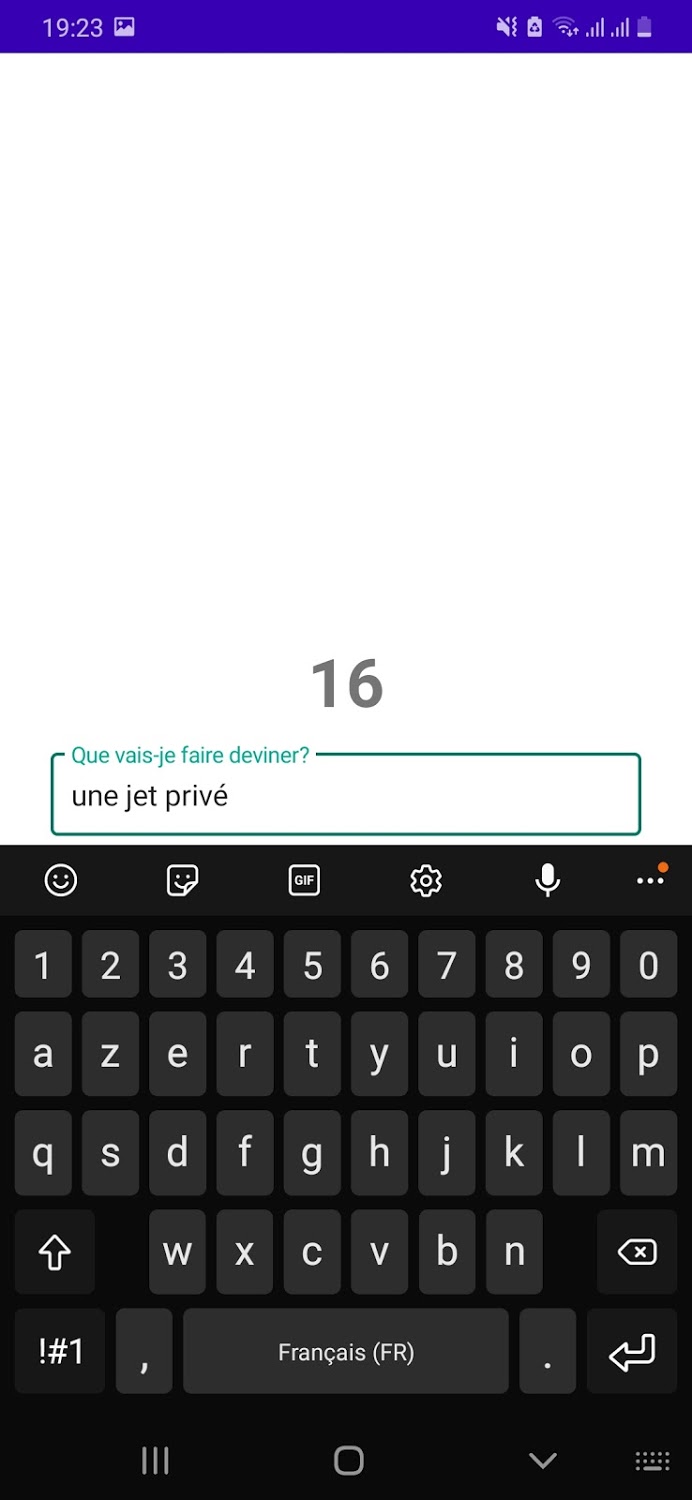 19:23
16
Que vais-je faire deviner?
une jet privé
GIF
1 2 3 4 5 6 7 8 9 0
a z e r t y u i o p
q s d f g h j k l m
w x c v b n
!#1 , Français (FR) .